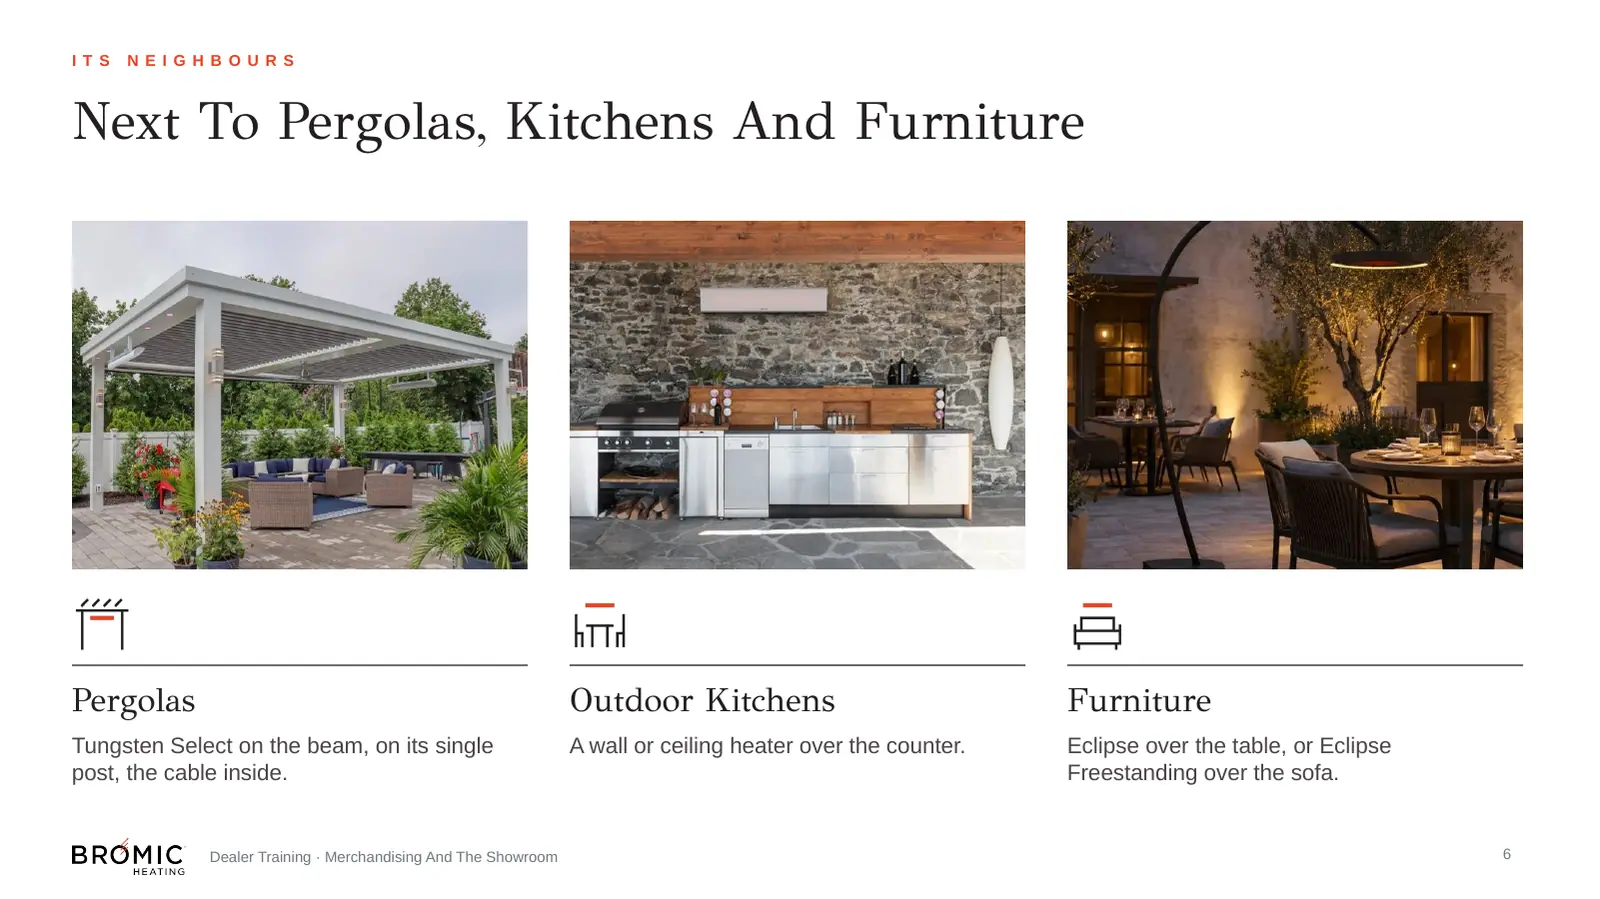 ITS NEIGHBOURS
Next To Pergolas, Kitchens And Furniture
Pergolas
Tungsten Select on the beam, on its single
post, the cable inside.
Outdoor Kitchens
A wall or ceiling heater over the counter.
Furniture
Eclipse over the table, or Eclipse
Freestanding over the sofa.
BROMIC
HEATING
Dealer Training · Merchandising And The Showroom
6